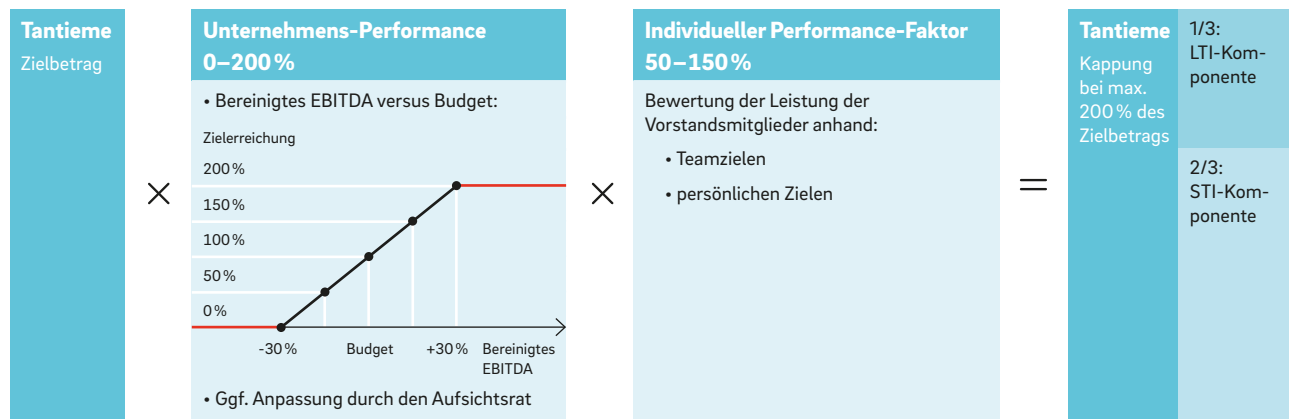 Tantieme
Zielbetrag
×
Unternehmens-Performance
0–200 %
• Bereinigtes EBITDA versus Budget:
Zielerreichung
200 %
150 %
100 %
50 %
0 %
-30 %
Budget
+30 %
Bereinigtes
EBITDA
• Ggf. Anpassung durch den Aufsichtsrat
×
Individueller Performance-Faktor
50–150 %
Bewertung der Leistung der
Vorstandsmitglieder anhand:
• Teamzielen
• persönlichen Zielen
=
Tantieme
Kappung
bei max.
200 % des
Zielbetrags
1/3:
LTI-Kom-
ponente
2/3:
STI-Kom-
ponente